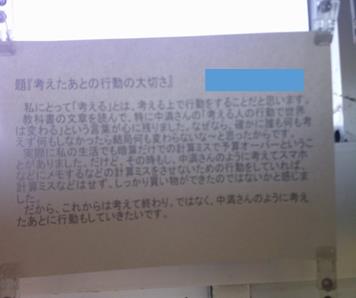 題『考えたあとの行動の大切さ』
私にとって「考える」とは、考える上で行動をすることだと思います。
教科書の文章を読んで、特に中満さんの「考える人の行動で世界
は変わる」という言葉が心に残りました。なぜなら、確かに誰も何も考
えず何もしなかったら結局何も変わらないな～と思ったからです。
実際に私の生活でも暗算だけでの計算ミスで予算オーバーというこ
とがありました。だけど、その時もし、中満さんのように考えてスマホ
などにメモするなどの計算ミスをさせないための行動をしていれば、
計算ミスなどはせず、しっかり買い物ができたのではないかと感じま
した。
だから、これからは考えて終わり。ではなく、中満さんのように考え
たあとに行動もしていきたいです。